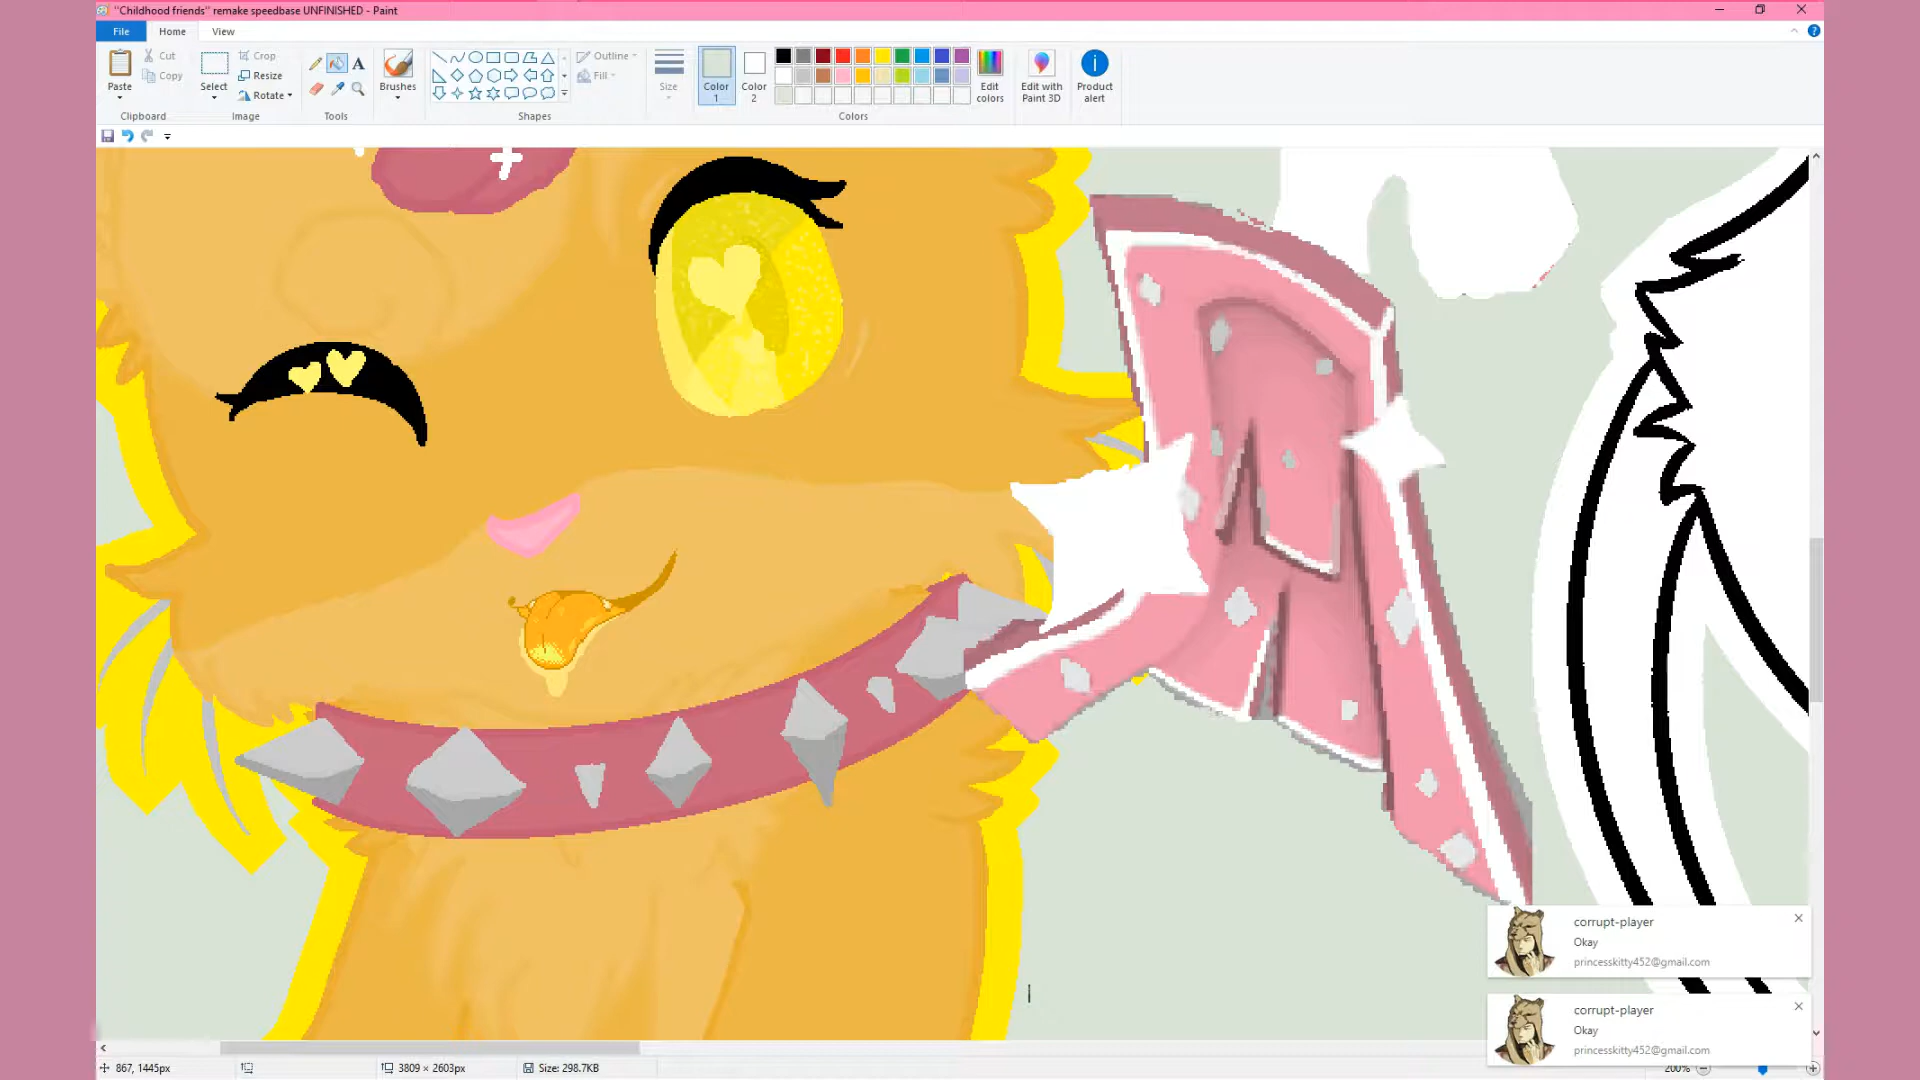 "Childhood friends" remake speedbase UNFINISHED - Paint
File Home View
Paste Cut Copy Clipboard
Select Crop Resize Rotate Image
A Tools
Brushes
Outline Fill Shapes
Size
Color 1
Color 2
Colors
Edit colors
Edit with Paint 3D
Product alert
corrupt-player
Okay
princesskitty452@gmail.com
corrupt-player
Okay
princesskitty452@gmail.com
867, 1445px 3809 × 2603px Size: 298.7KB 200%